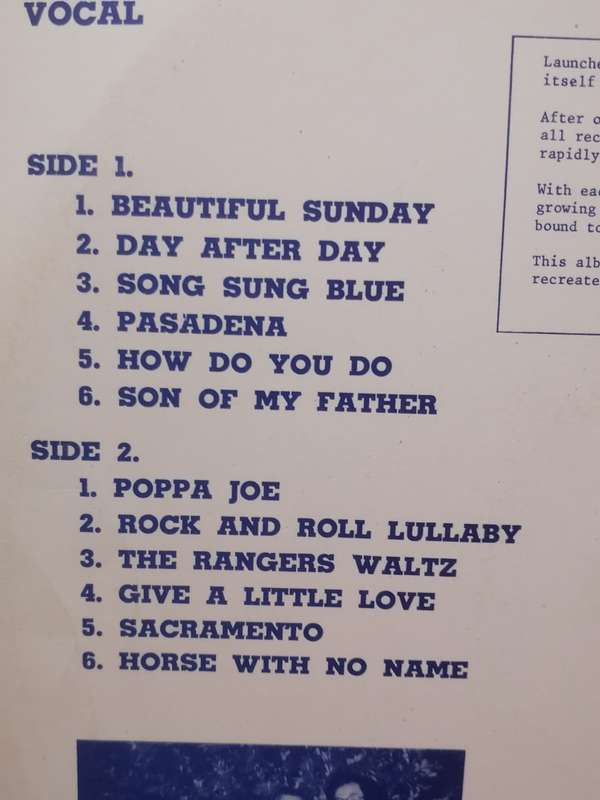 VOCAL
SIDE 1.
1. BEAUTIFUL SUNDAY
2. DAY AFTER DAY
3. SONG SUNG BLUE
4. PASADENA
5. HOW DO YOU DO
6. SON OF MY FATHER
SIDE 2.
1. POPPA JOE
2. ROCK AND ROLL LULLABY
3. THE RANGERS WALTZ
4. GIVE A LITTLE LOVE
5. SACRAMENTO
6. HORSE WITH NO NAME
itself
After
all
rapidly
With
growing
bound
This
recreate